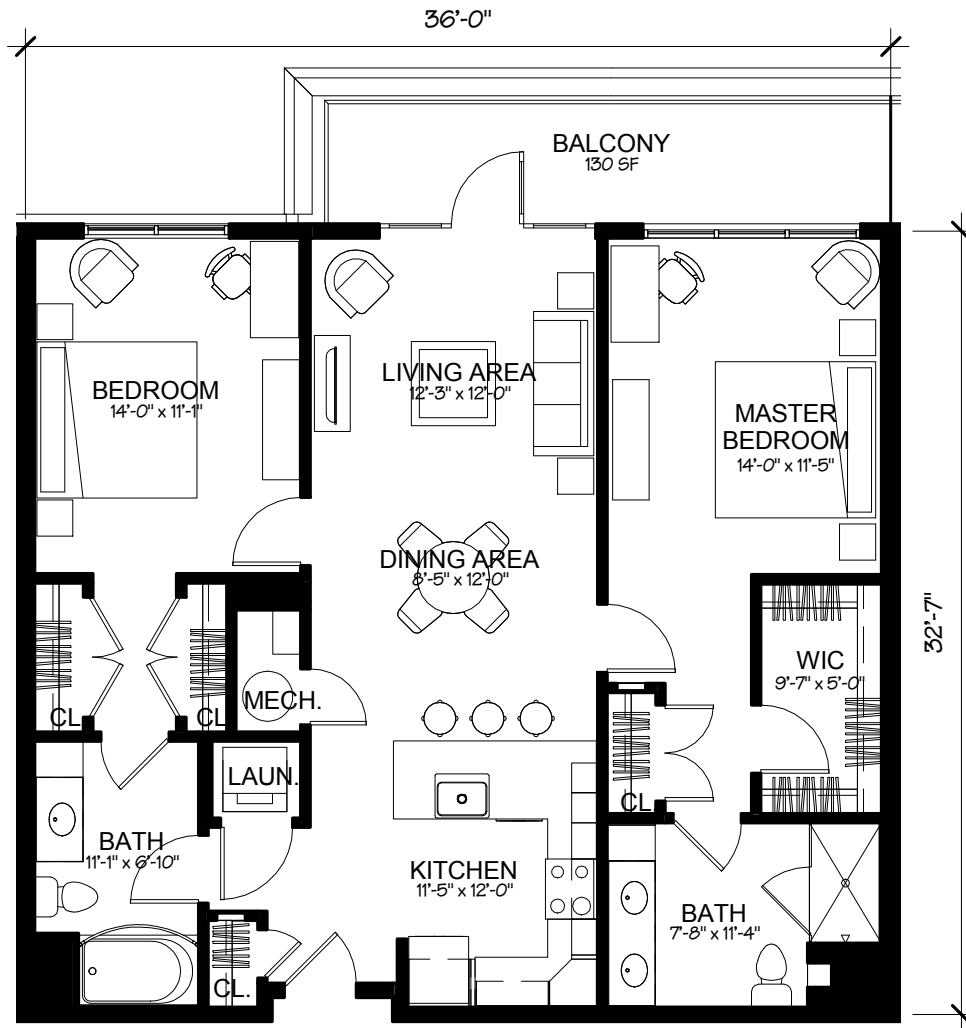 36'-0"
BALCONY
130 SF
BEDROOM
14'-0" x 11'-1"
LIVING AREA
12'-3" x 12'-0"
MASTER
BEDROOM
14'-0" x 11'-5"
DINING AREA
8'-5" x 12'-0"
32'-7"
WIC
9'-7" x 5'-0"
MECH.
CL.
CL.
LAUN.
CL.
BATH
11'-1" x 6'-10"
KITCHEN
11'-5" x 12'-0"
BATH
7'-8" x 11'-4"
CL.